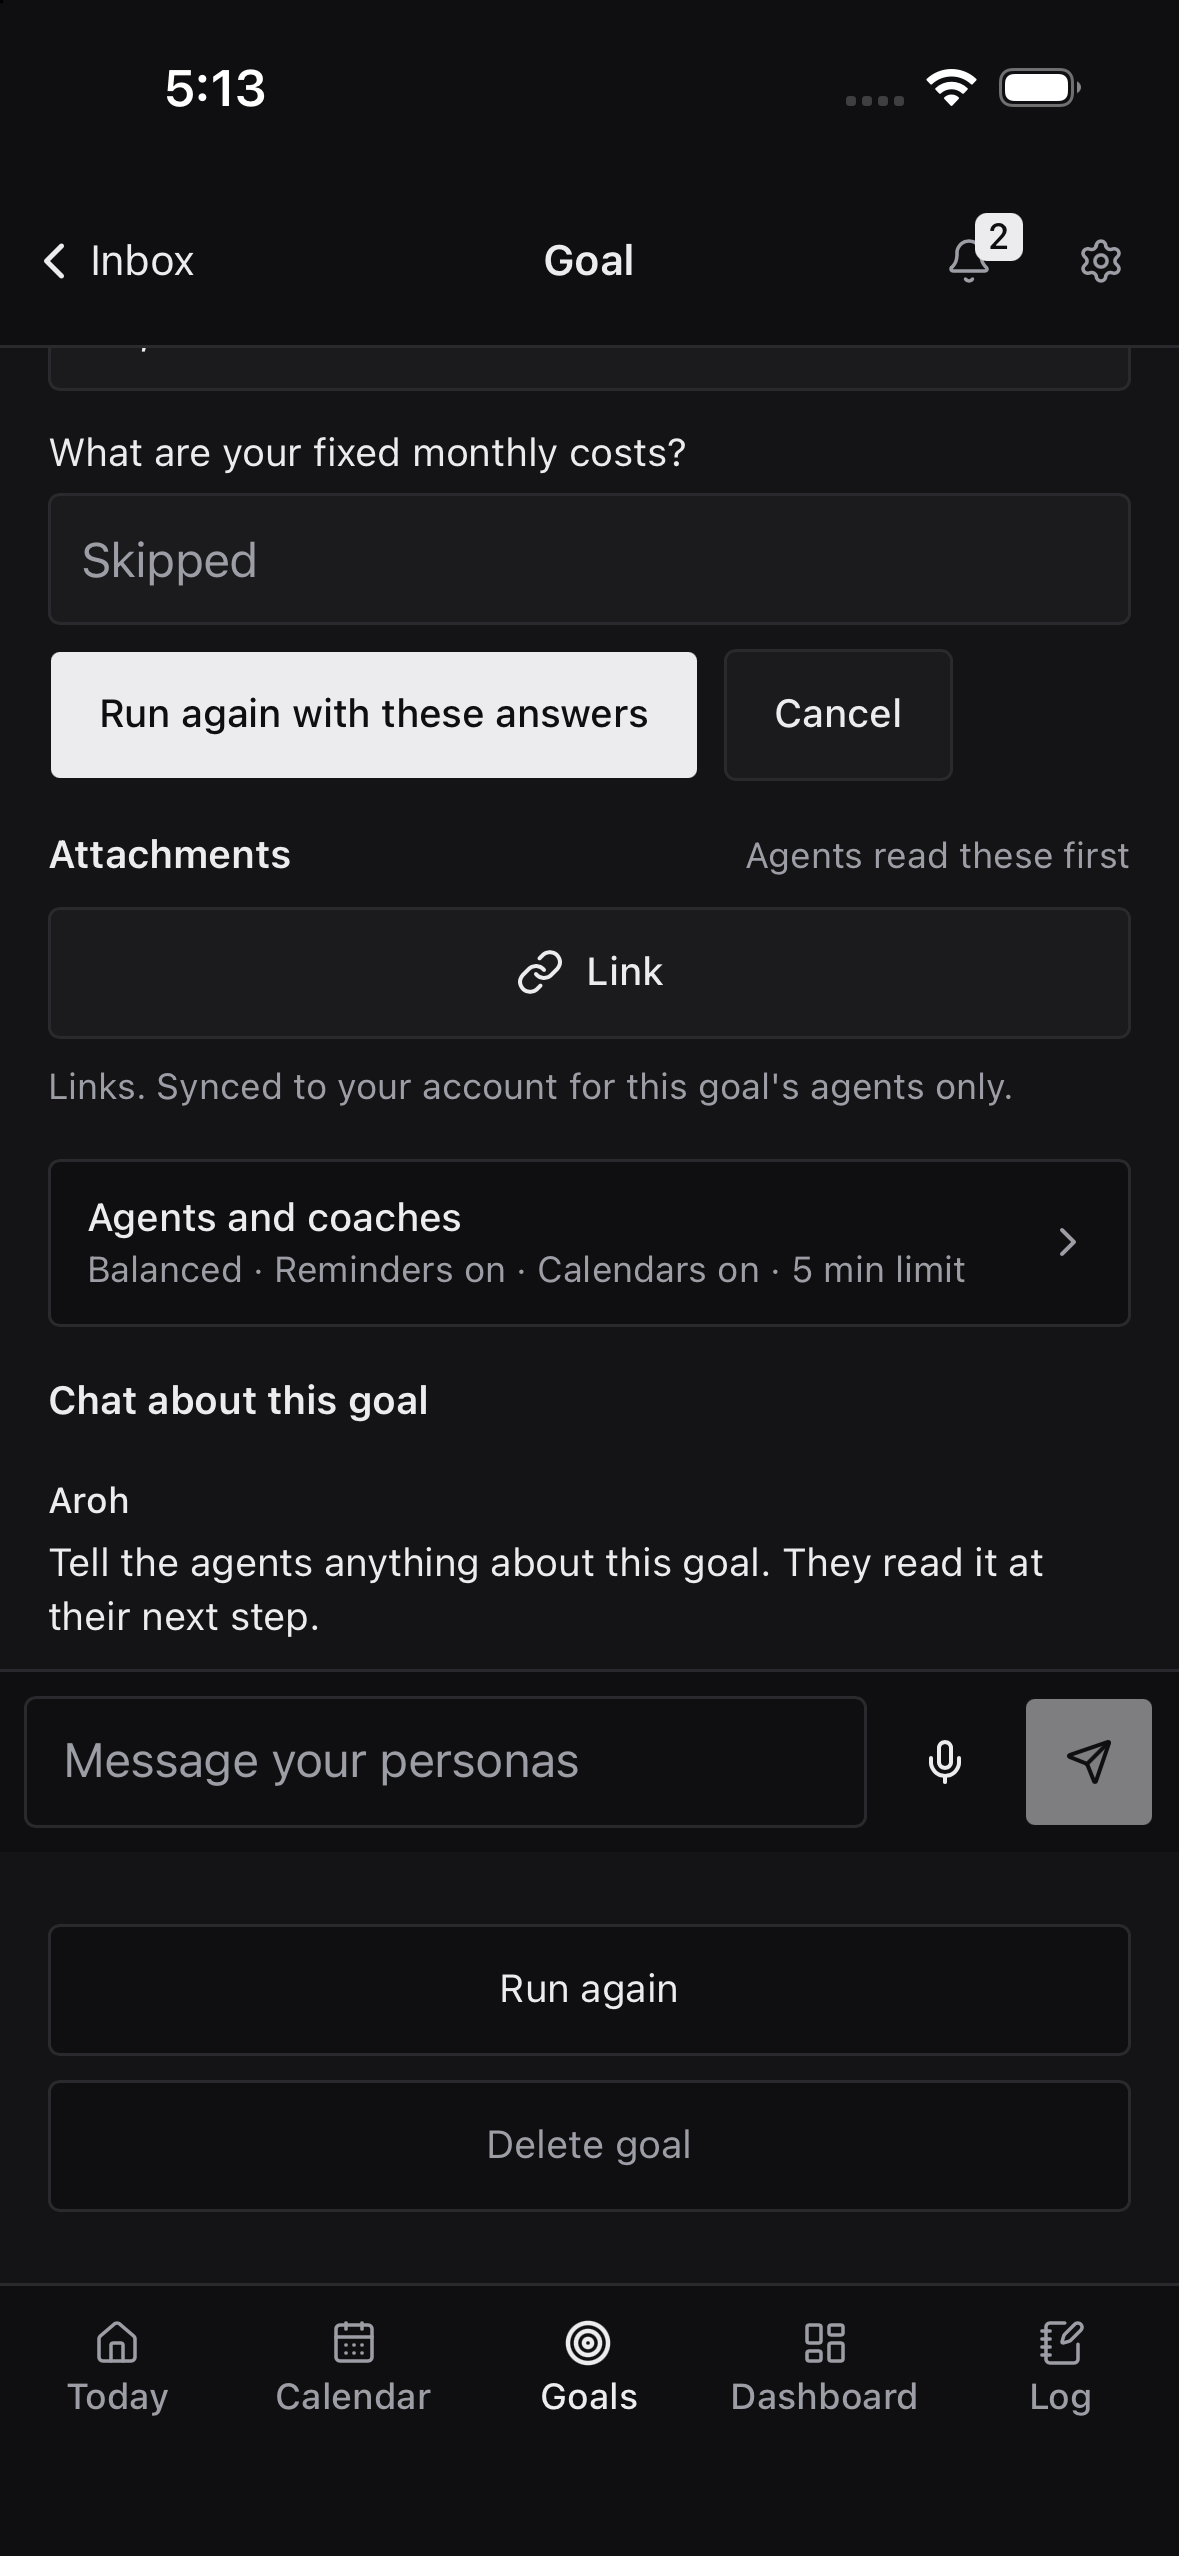 5:13
Inbox
Goal
2
What are your fixed monthly costs?
Skipped
Run again with these answers
Cancel
Attachments
Agents read these first
Link
Links. Synced to your account for this goal's agents only.
Agents and coaches
Balanced · Reminders on · Calendars on · 5 min limit
Chat about this goal
Aroh
Tell the agents anything about this goal. They read it at
their next step.
Message your personas
Run again
Delete goal
Today
Calendar
Goals
Dashboard
Log